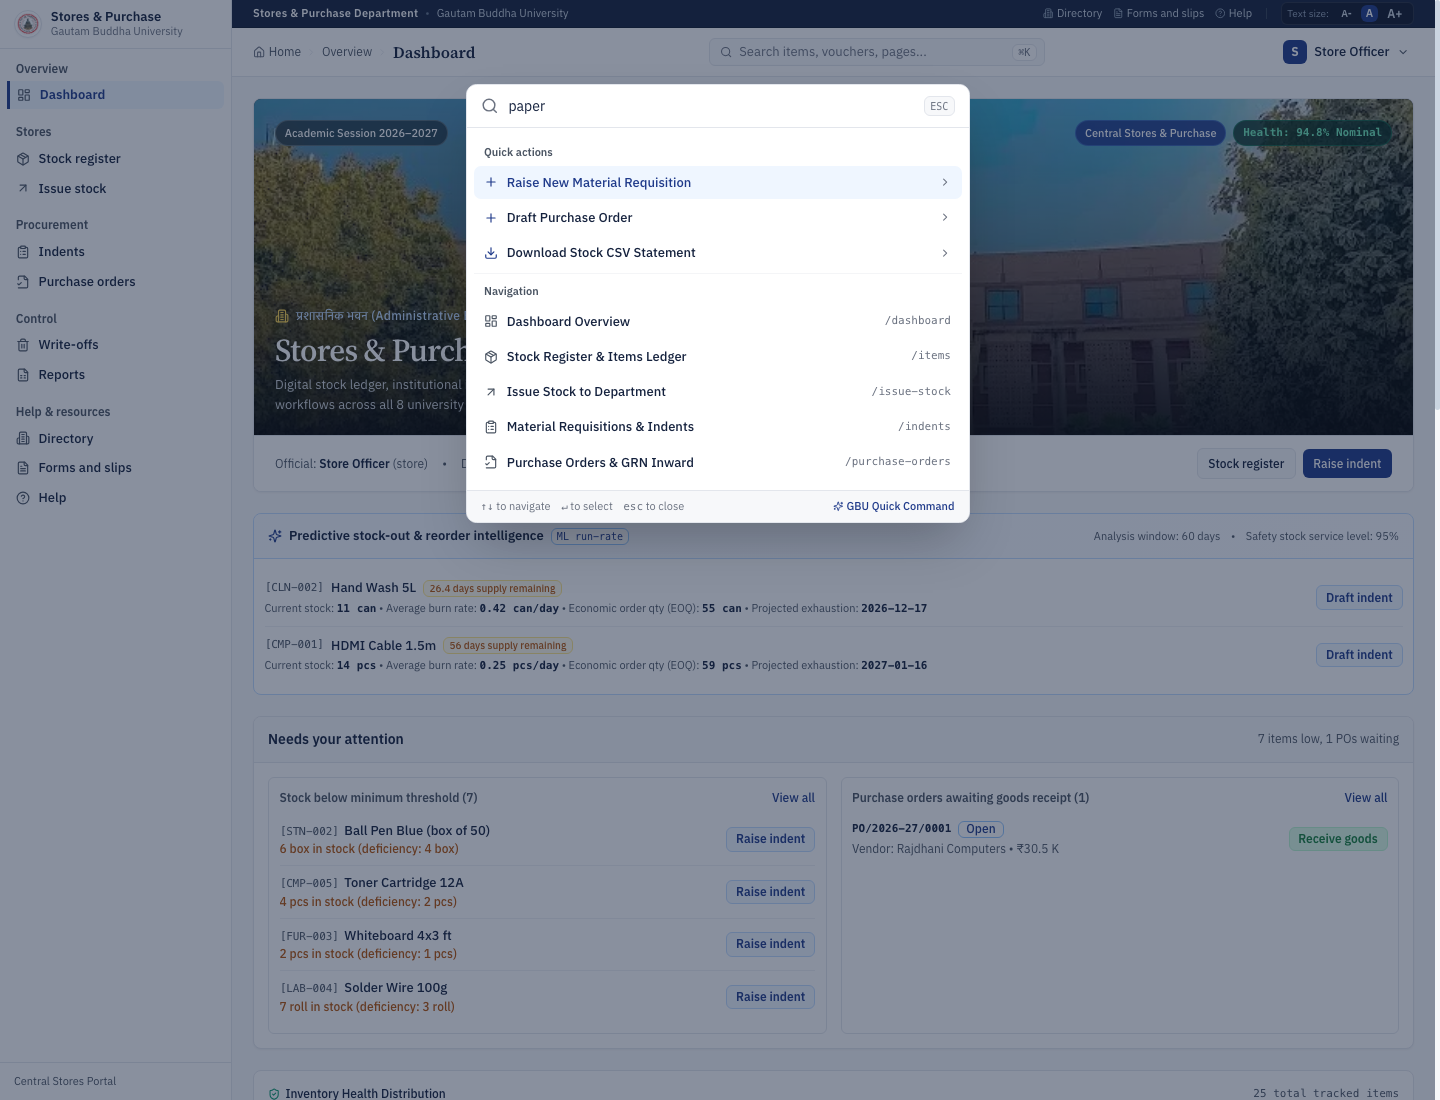 Stores & Purchase
Gautam Buddha University
Overview
Dashboard
Stores
Stock register
Issue stock
Procurement
Indents
Purchase orders
Control
Write-offs
Reports
Help & resources
Directory
Forms and slips
Help
Central Stores Portal
Stores & Purchase Department • Gautam Buddha University
Directory Forms and slips Help Text size: A- A A+
Home Overview Dashboard
Search items, vouchers, pages... ⌘K
S Store Officer
paper ESC
Quick actions
Raise New Material Requisition
Draft Purchase Order
Download Stock CSV Statement
Navigation
Dashboard Overview /dashboard
Stock Register & Items Ledger /items
Issue Stock to Department /issue-stock
Material Requisitions & Indents /indents
Purchase Orders & GRN Inward /purchase-orders
↑↓ to navigate ↵ to select esc to close GBU Quick Command
Academic Session 2026–2027 Central Stores & Purchase Health: 94.8% Nominal
प्रशासनिक भवन (Administrative
Stores & Purch
Digital stock ledger, institutional
workflows across all 8 university
Official: Store Officer (store) •
Stock register Raise indent
Predictive stock-out & reorder intelligence ML run-rate Analysis window: 60 days • Safety stock service level: 95%
[CLN-002] Hand Wash 5L 26.4 days supply remaining
Current stock: 11 can • Average burn rate: 0.42 can/day • Economic order qty (EOQ): 55 can • Projected exhaustion: 2026-12-17
Draft indent
[CMP-001] HDMI Cable 1.5m 56 days supply remaining
Current stock: 14 pcs • Average burn rate: 0.25 pcs/day • Economic order qty (EOQ): 59 pcs • Projected exhaustion: 2027-01-16
Draft indent
Needs your attention 7 items low, 1 POs waiting
Stock below minimum threshold (7) View all
[STN-002] Ball Pen Blue (box of 50)
6 box in stock (deficiency: 4 box)
Raise indent
[CMP-005] Toner Cartridge 12A
4 pcs in stock (deficiency: 2 pcs)
Raise indent
[FUR-003] Whiteboard 4x3 ft
2 pcs in stock (deficiency: 1 pcs)
Raise indent
[LAB-004] Solder Wire 100g
7 roll in stock (deficiency: 3 roll)
Raise indent
Purchase orders awaiting goods receipt (1) View all
PO/2026-27/0001 Open
Vendor: Rajdhani Computers • ₹30.5 K
Receive goods
Inventory Health Distribution 25 total tracked items